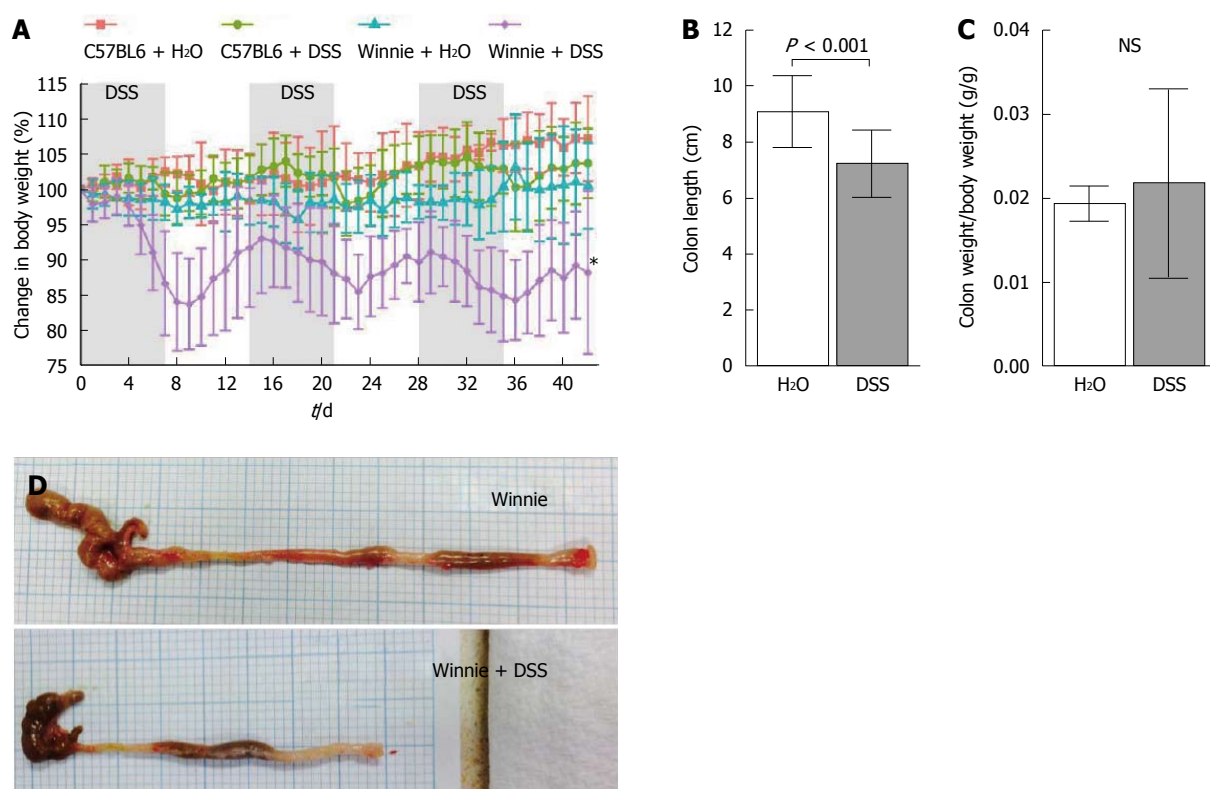 A
C57BL6 + H2O C57BL6 + DSS Winnie + H2O Winnie + DSS
115
110
105
100
95
90
85
80
75
Change in body weight (%)
DSS DSS DSS
*
0 4 8 12 16 20 24 28 32 36 40
t/d
B
12
10
8
6
4
2
0
Colon length (cm)
P < 0.001
H2O DSS
C
0.04
0.03
0.02
0.01
0.00
Colon weight/body weight (g/g)
NS
H2O DSS
D
Winnie
Winnie + DSS